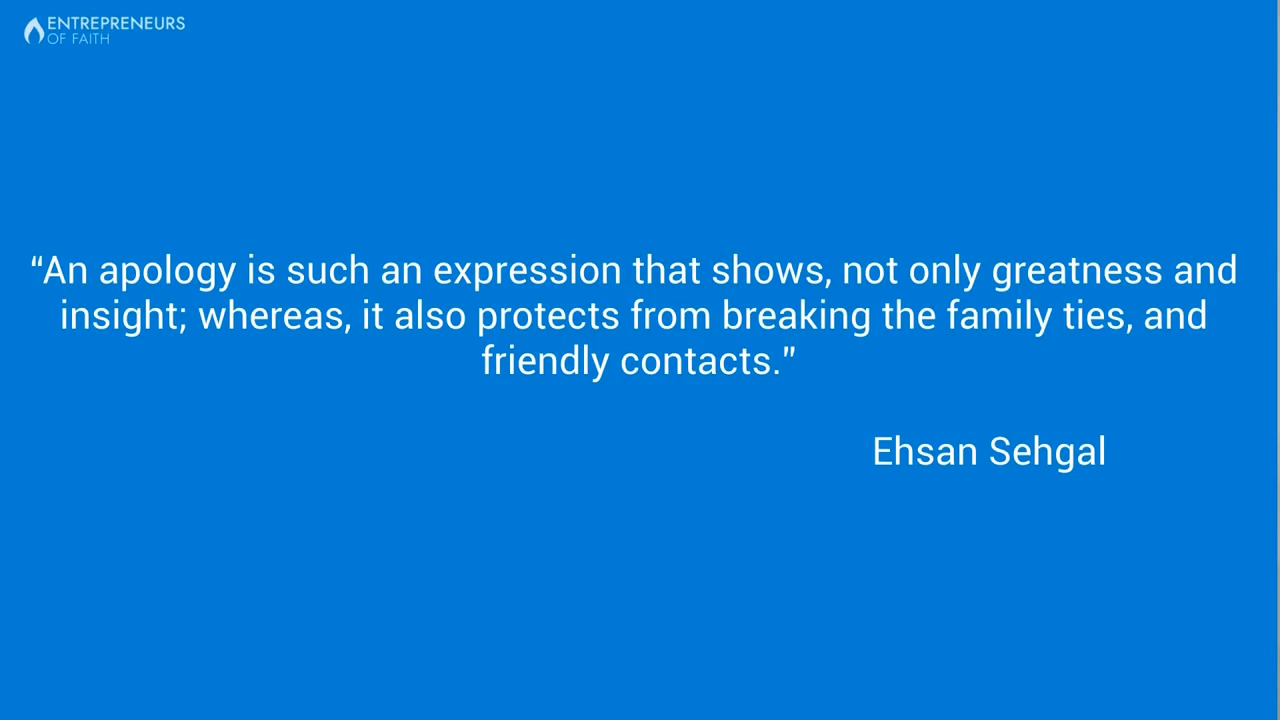 ENTREPRENEURS
OF FAITH
“An apology is such an expression that shows, not only greatness and
insight; whereas, it also protects from breaking the family ties, and
friendly contacts.”
Ehsan Sehgal